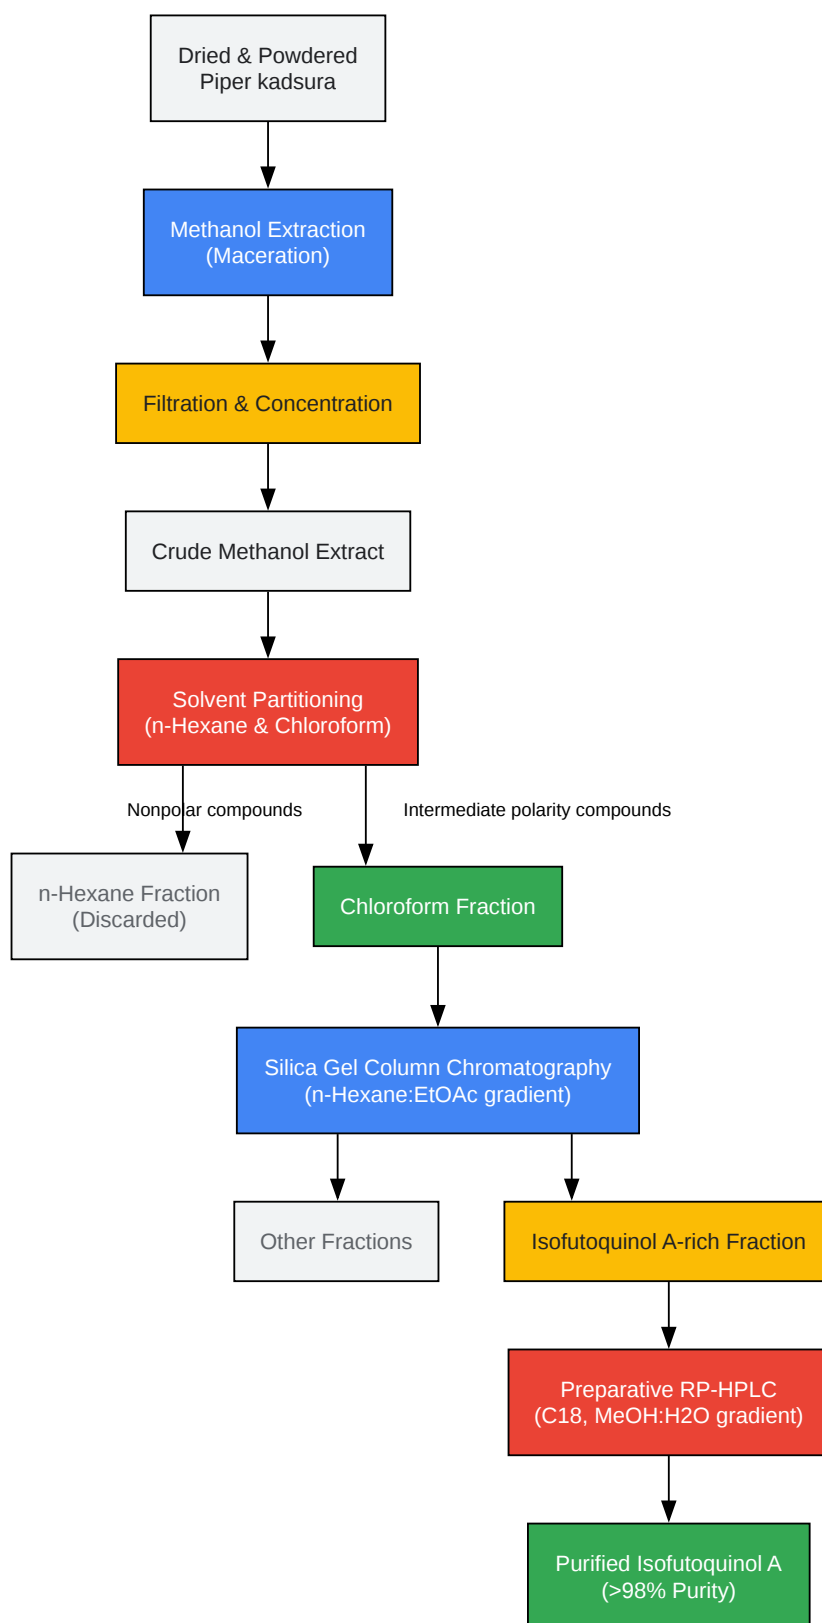 Dried & Powdered
Piper kadsura
Methanol Extraction
(Maceration)
Filtration & Concentration
Crude Methanol Extract
Solvent Partitioning
(n-Hexane & Chloroform)
Nonpolar compounds
Intermediate polarity compounds
n-Hexane Fraction
(Discarded)
Chloroform Fraction
Silica Gel Column Chromatography
(n-Hexane:EtOAc gradient)
Other Fractions
Isofutoquinol A-rich Fraction
Preparative RP-HPLC
(C18, MeOH:H2O gradient)
Purified Isofutoquinol A
(>98% Purity)